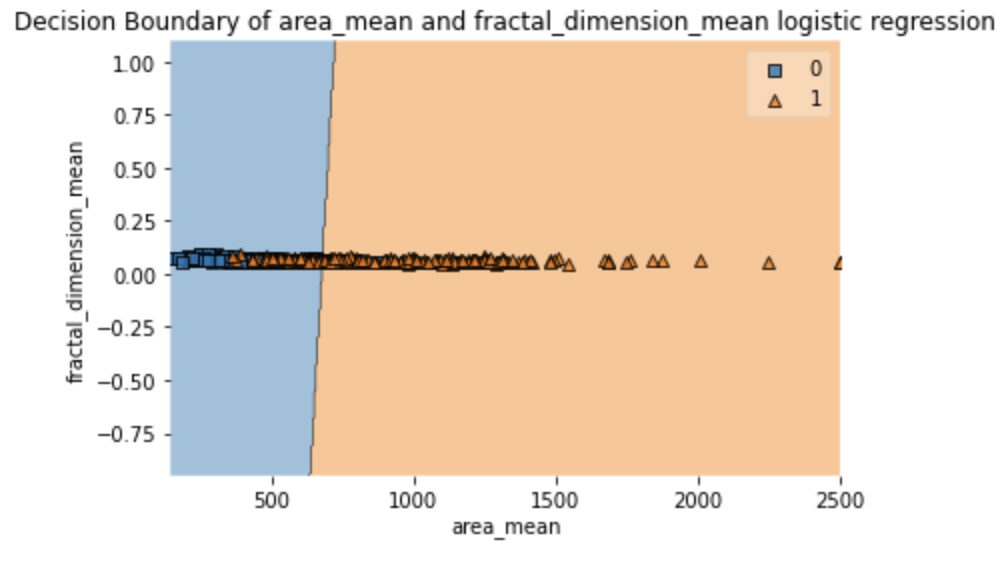 Decision Boundary of area_mean and fractal_dimension_mean logistic regression
0
1
1.00
0.75
0.50
0.25
0.00
−0.25
−0.50
−0.75
fractal_dimension_mean
500 1000 1500 2000 2500
area_mean